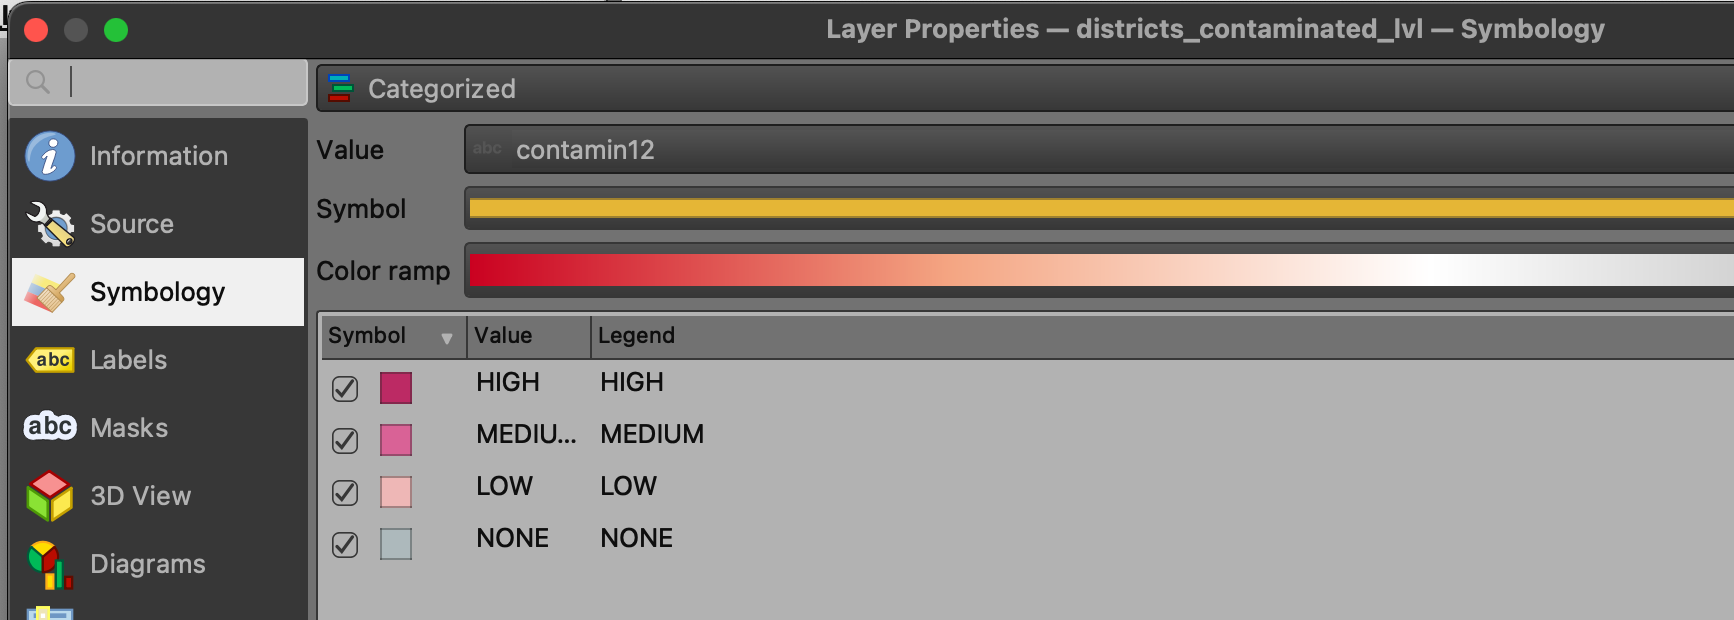 Layer Properties — districts_contaminated_lvl — Symbology
Categorized
Information
Source
Symbology
abc Labels
abc Masks
3D View
Diagrams
Value abc contamin12
Symbol
Color ramp
Symbol Value Legend
HIGH HIGH
MEDIU... MEDIUM
LOW LOW
NONE NONE